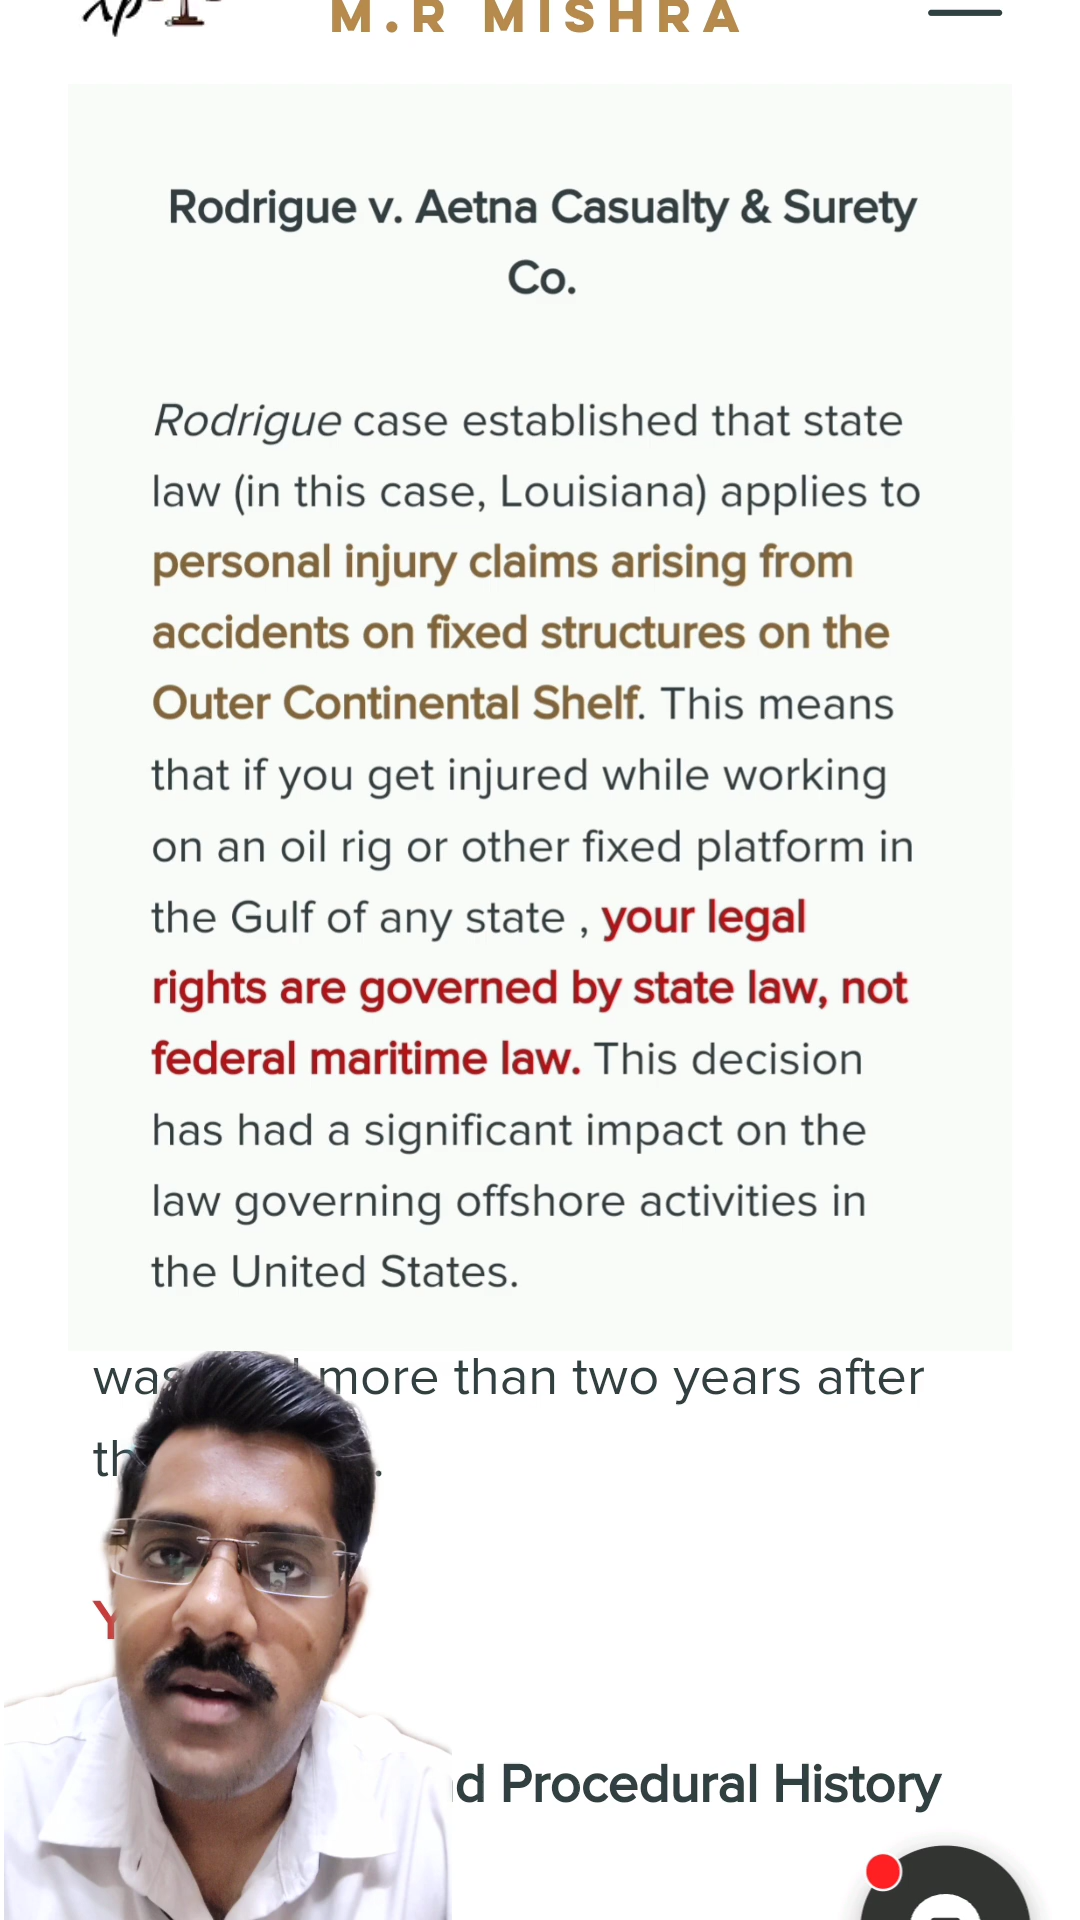 M.R MISHRA
Rodrigue v. Aetna Casualty & Surety
Co.
Rodrigue case established that state
law (in this case, Louisiana) applies to
personal injury claims arising from
accidents on fixed structures on the
Outer Continental Shelf. This means
that if you get injured while working
on an oil rig or other fixed platform in
the Gulf of any state , your legal
rights are governed by state law, not
federal maritime law. This decision
has had a significant impact on the
law governing offshore activities in
the United States.
more than two years after
.
Procedural History